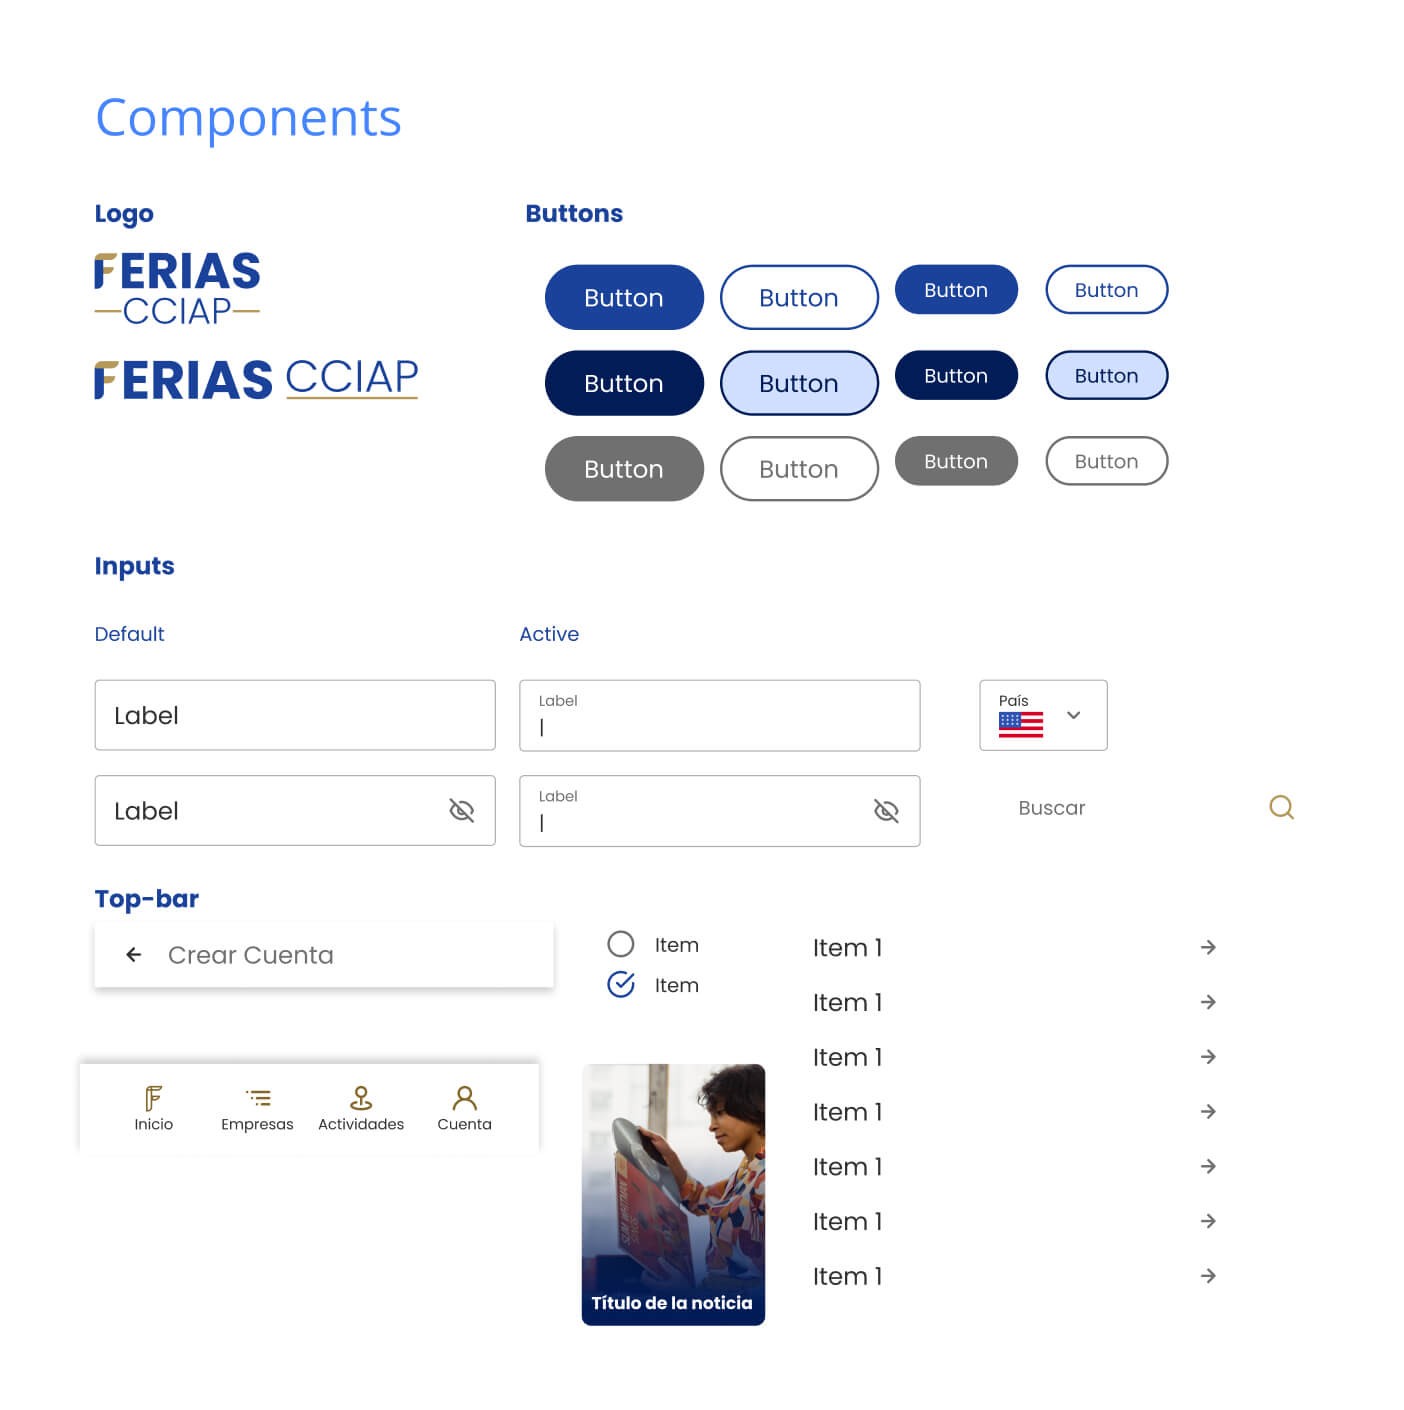 Components
Logo
FERIAS
CCIAP
FERIAS CCIAP
Buttons
Button Button Button Button
Button Button Button Button
Button Button Button Button
Inputs
Default Active
Label
Label
País
Label
Label
Buscar
Top-bar
Crear Cuenta
Item
Item
Inicio Empresas Actividades Cuenta
SLIM WHITMAN
Título de la noticia
Item 1
Item 1
Item 1
Item 1
Item 1
Item 1
Item 1